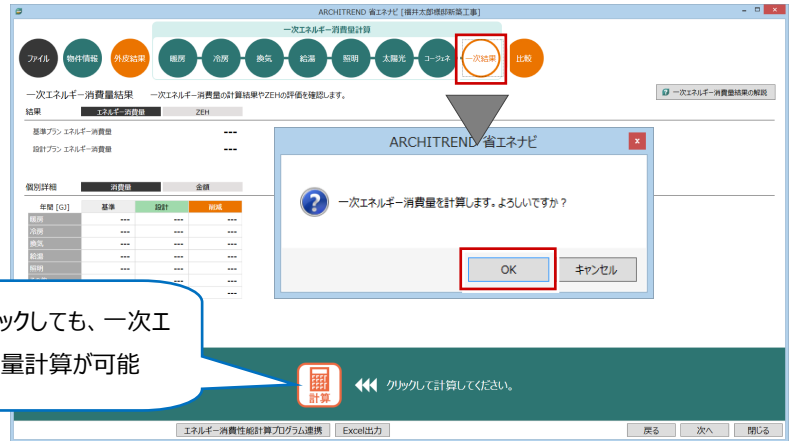 ARCHITREND 省エネナビ [福井太郎様邸新築工事]
一次エネルギー消費量計算
ファイル 物件情報 外皮結果 暖房 冷房 換気 給湯 照明 太陽光 コージェネ 一次結果 比較
一次エネルギー消費量結果 一次エネルギー消費量の計算結果やZEHの評価を確認します。
一次エネルギー消費量結果の解説
結果 エネルギー消費量 ZEH
基準プラン エネルギー消費量 ---
設計プラン エネルギー消費量 ---
ARCHITREND 省エネナビ
一次エネルギー消費量を計算します。よろしいですか？
OK キャンセル
個別詳細 消費量 金額
年間 [GJ] 基準 設計 削減
暖房 --- --- ---
冷房 --- --- ---
換気 --- --- ---
給湯 --- --- ---
照明 --- --- ---
---
---
ックしても、一次エ
量計算が可能
計算 クリックして計算してください。
エネルギー消費性能計算プログラム連携 Excel出力 戻る 次へ 閉じる